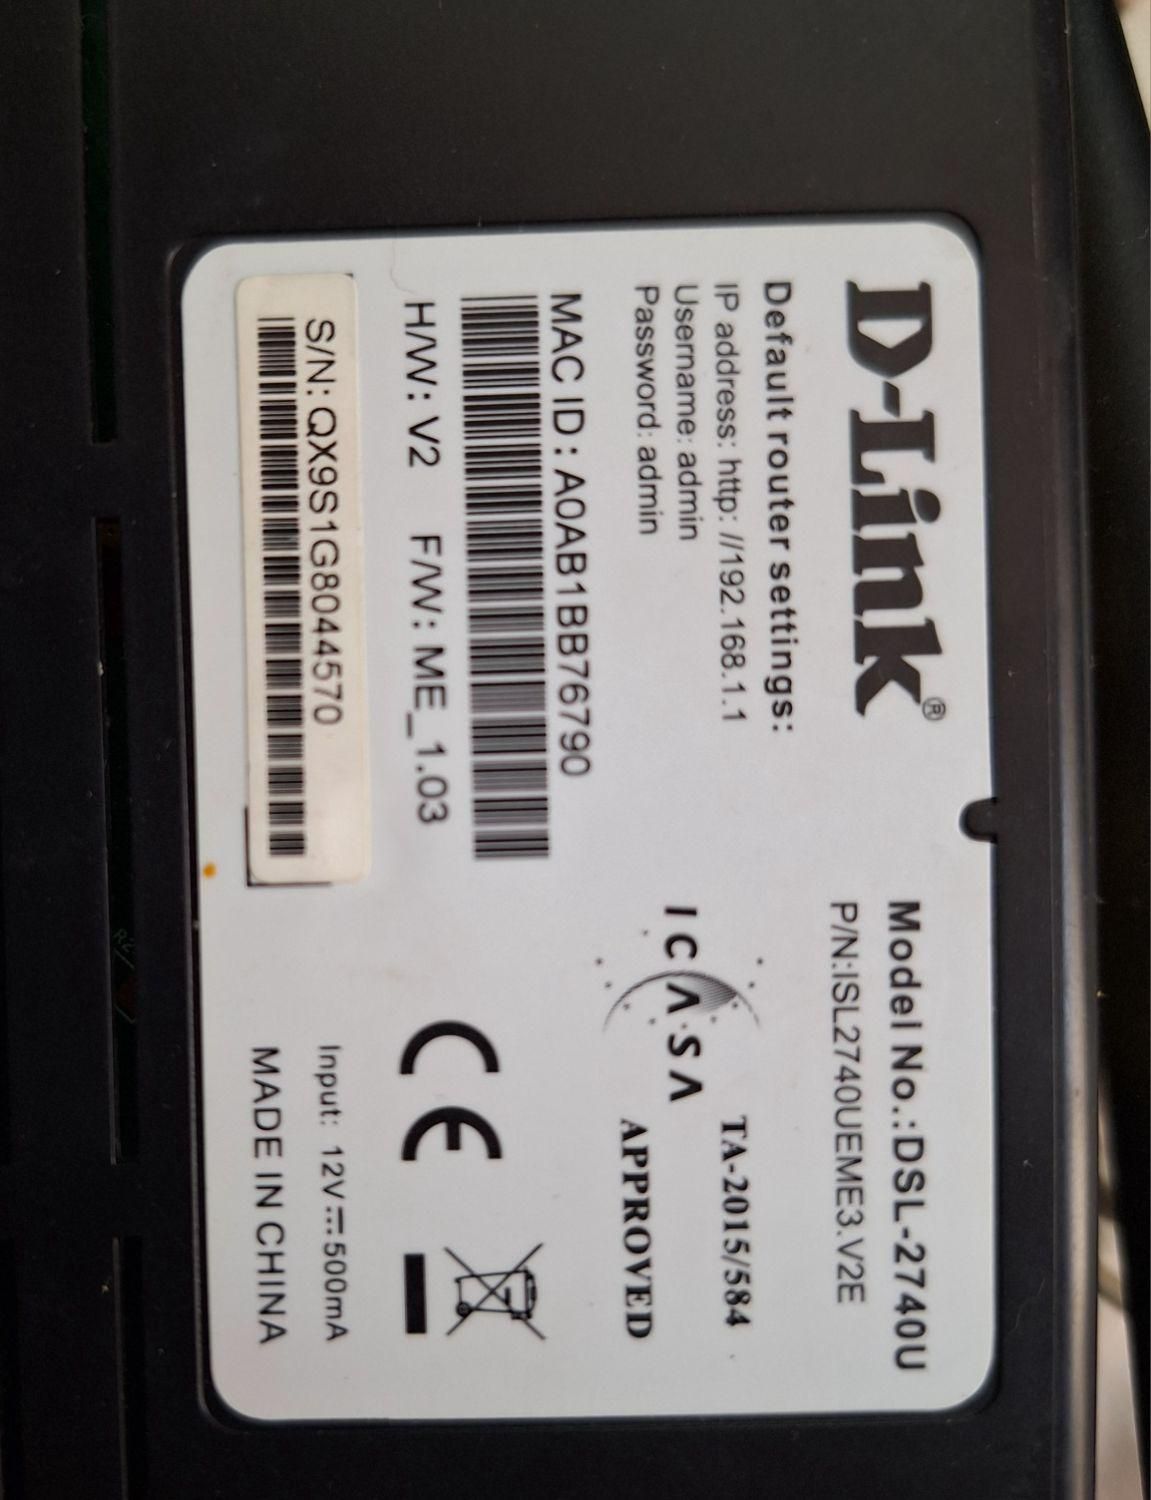 D-Link®
Model No.:DSL-2740U
P/N:ISL2740UEME3.V2E
Default router settings:
IP address: http: //192.168.1.1
Username: admin
Password: admin
ICASA
TA-2015/584
APPROVED
MAC ID : A0AB1BB76790
H/W: V2 F/W: ME_1.03
CE
S/N: QX9S1G8044570
Input: 12V⎓500mA
MADE IN CHINA